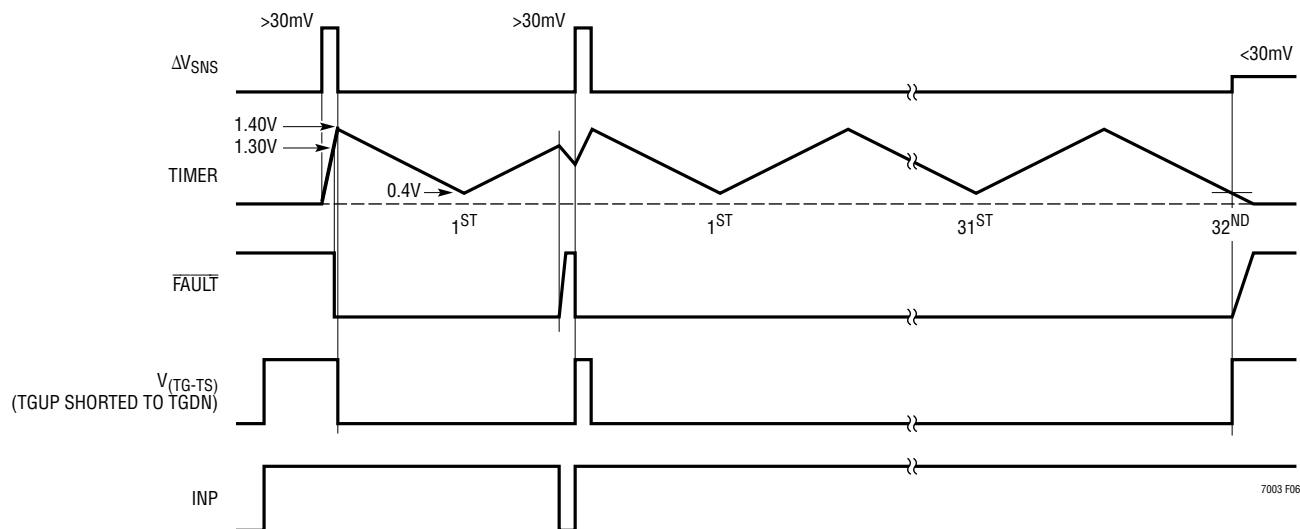 >30mV >30mV <30mV
ΔVSNS
1.40V
1.30V
TIMER
0.4V
1ST 1ST 31ST 32ND
FAULT
V(TG-TS)
(TGUP SHORTED TO TGDN)
INP
7003 F06